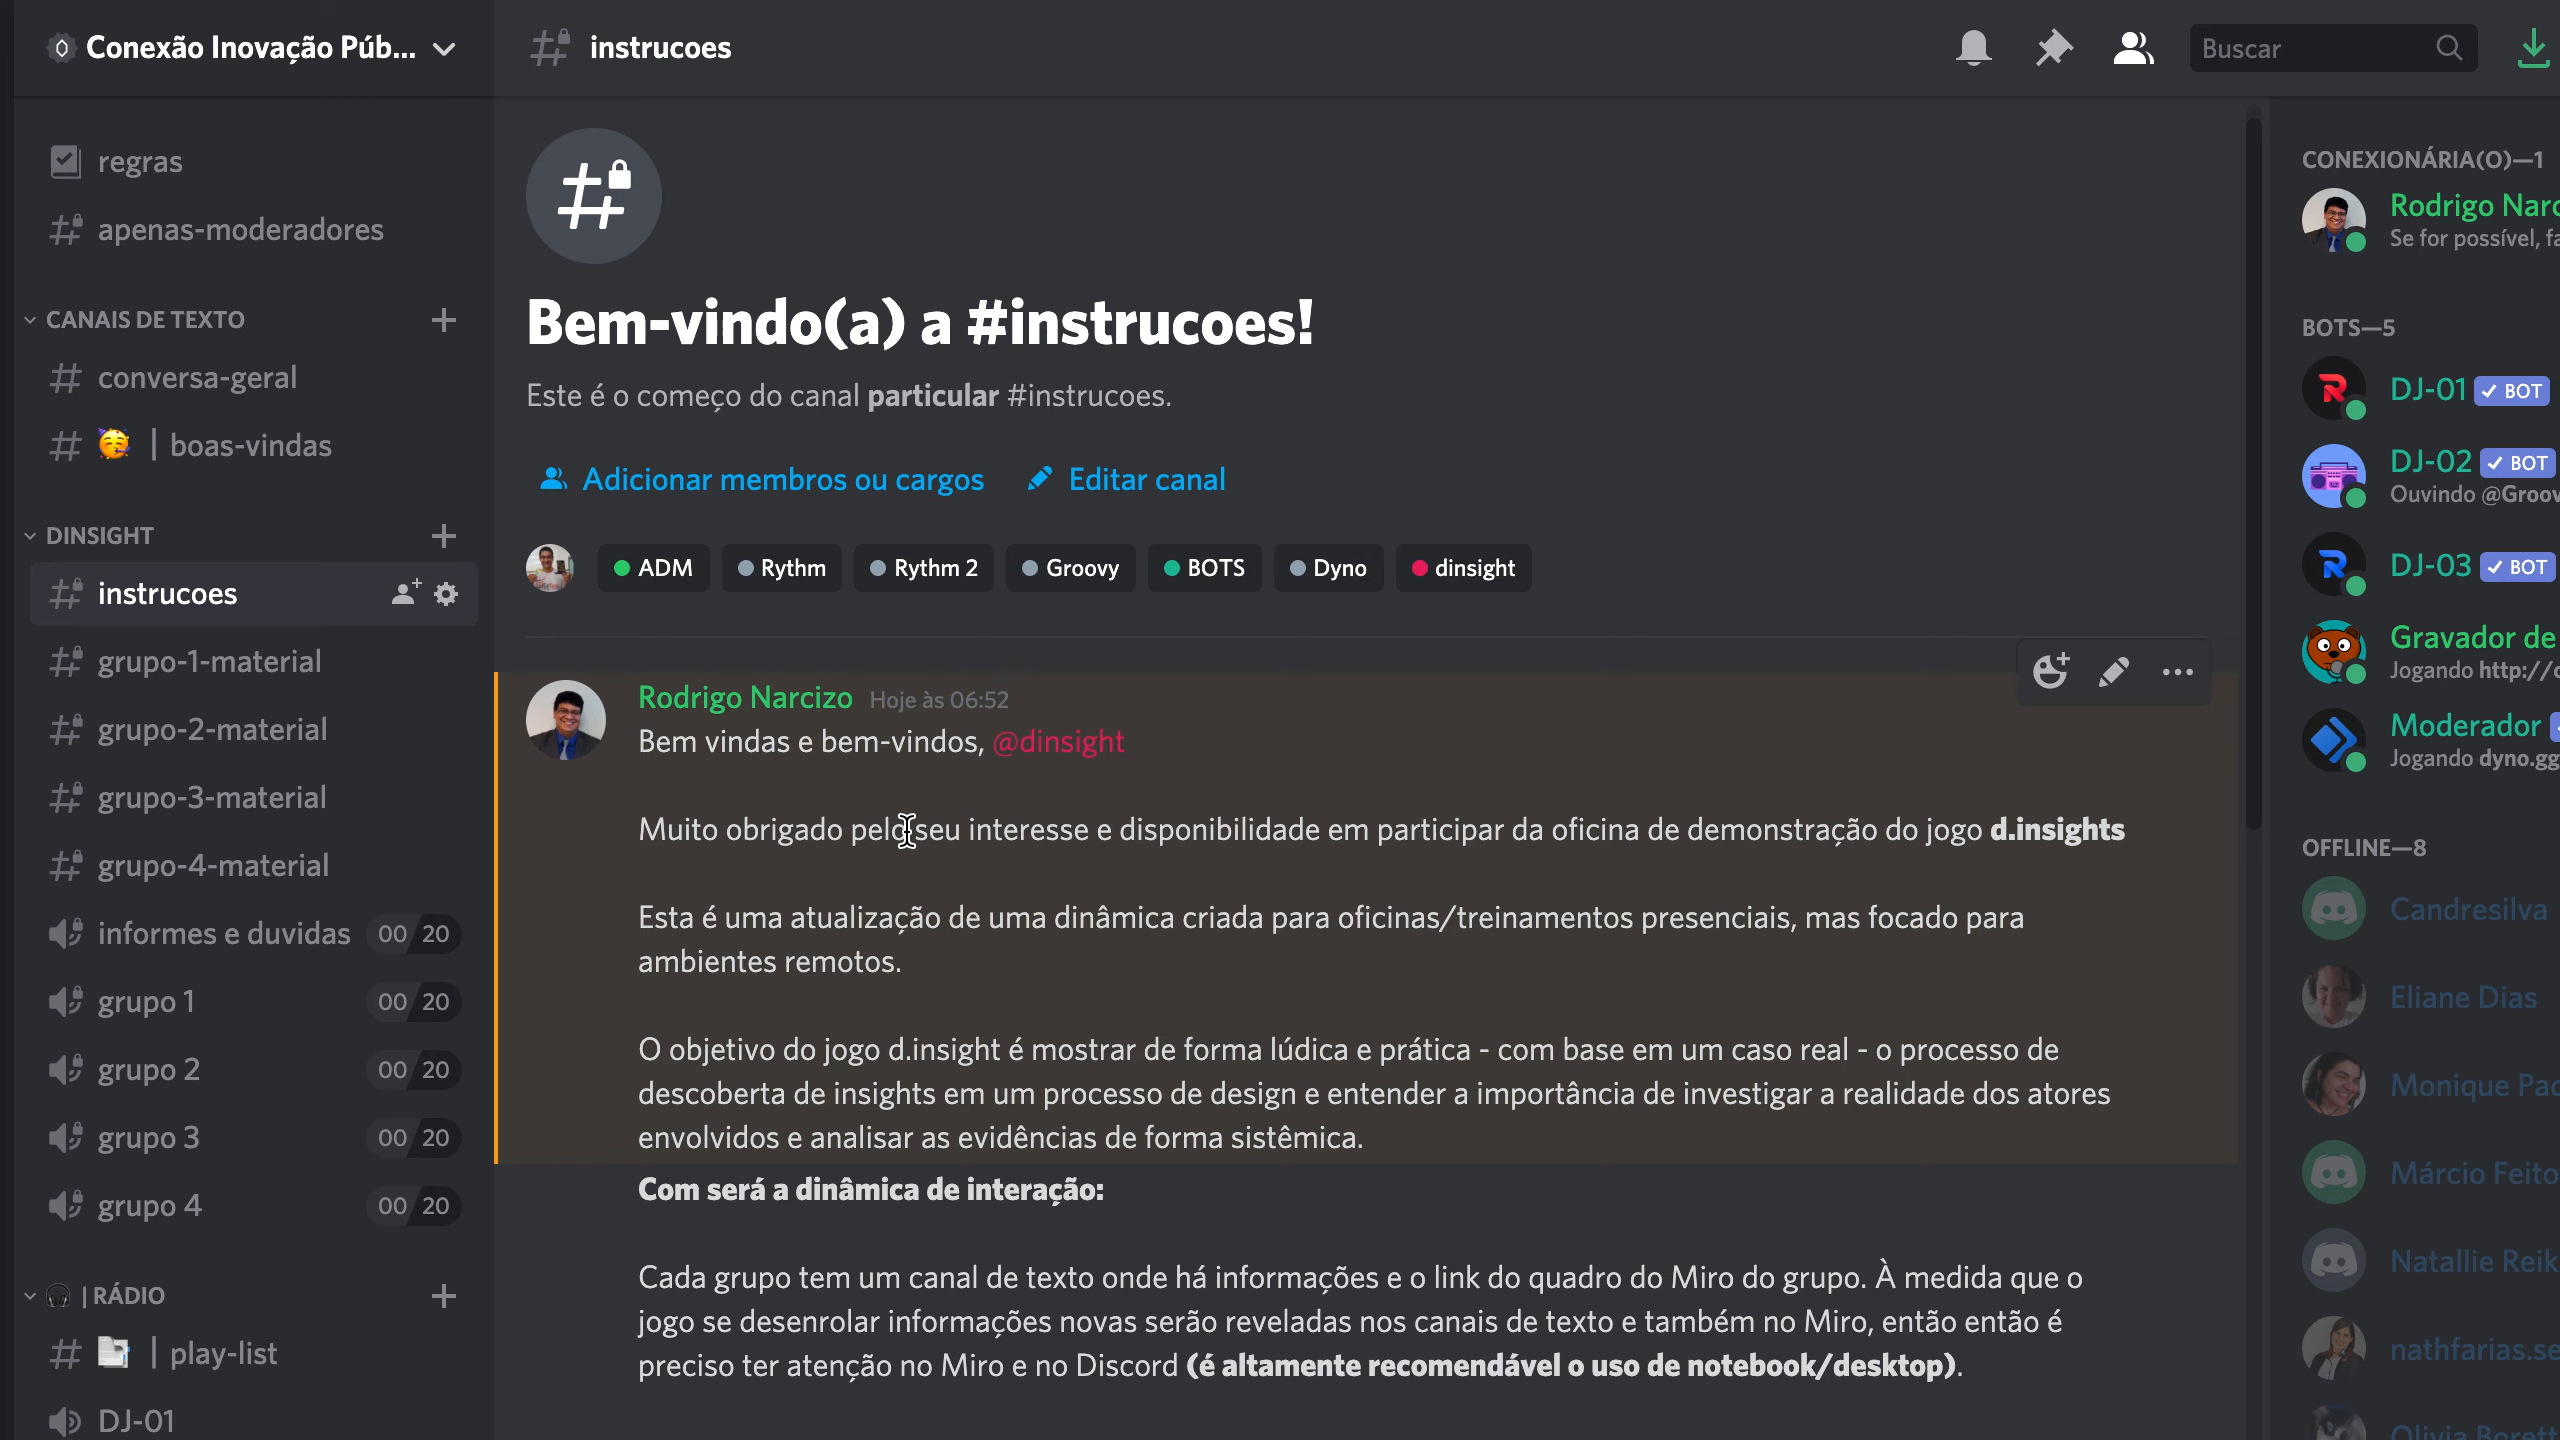 Conexão Inovação Púb...
regras
apenas-moderadores
CANAIS DE TEXTO
conversa-geral
| boas-vindas
DINSIGHT
instrucoes
grupo-1-material
grupo-2-material
grupo-3-material
grupo-4-material
informes e duvidas 00 20
grupo 1 00 20
grupo 2 00 20
grupo 3 00 20
grupo 4 00 20
| RÁDIO
| play-list
DJ-01
instrucoes
Buscar
Bem-vindo(a) a #instrucoes!
Este é o começo do canal particular #instrucoes.
Adicionar membros ou cargos Editar canal
ADM Rythm Rythm 2 Groovy BOTS Dyno dinsight
Rodrigo Narcizo Hoje às 06:52
Bem vindas e bem-vindos, @dinsight
Muito obrigado pelo seu interesse e disponibilidade em participar da oficina de demonstração do jogo d.insights
Esta é uma atualização de uma dinâmica criada para oficinas/treinamentos presenciais, mas focado para
ambientes remotos.
O objetivo do jogo d.insight é mostrar de forma lúdica e prática - com base em um caso real - o processo de
descoberta de insights em um processo de design e entender a importância de investigar a realidade dos atores
envolvidos e analisar as evidências de forma sistêmica.
Com será a dinâmica de interação:
Cada grupo tem um canal de texto onde há informações e o link do quadro do Miro do grupo. À medida que o
jogo se desenrolar informações novas serão reveladas nos canais de texto e também no Miro, então então é
preciso ter atenção no Miro e no Discord (é altamente recomendável o uso de notebook/desktop).
CONEXIONÁRIA(O)—1
Rodrigo Narc
Se for possível, fa
BOTS—5
DJ-01 BOT
DJ-02 BOT
Ouvindo @Groov
DJ-03 BOT
Gravador de
Jogando http://c
Moderador
Jogando dyno.gg
OFFLINE—8
Candresilva
Eliane Dias
Monique Pac
Márcio Feito
Natallie Reik
nathfarias.se
Olivia Borett